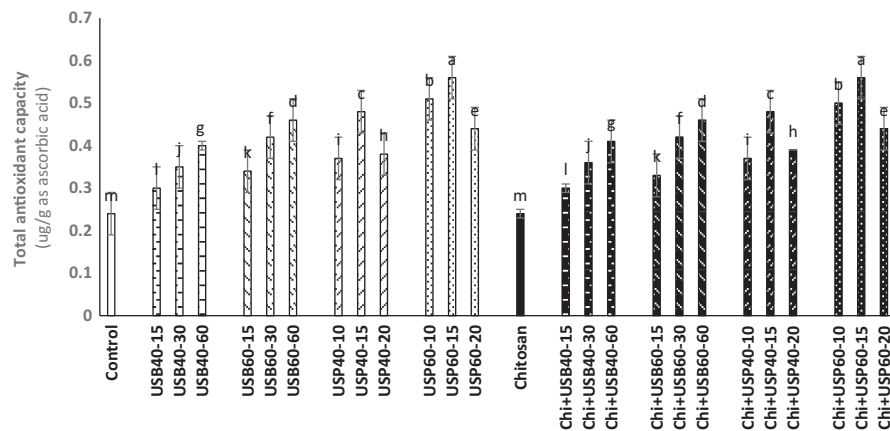 Total antioxidant capacity
(ug/g as ascorbic acid)
0.7
0.6
0.5
0.4
0.3
0.2
0.1
0
m
l
j
g
k
f
d
i
c
h
b
a
e
m
l
j
g
k
f
d
i
c
h
b
a
e
Control
USB40-15
USB40-30
USB40-60
USB60-15
USB60-30
USB60-60
USP40-10
USP40-15
USP40-20
USP60-10
USP60-15
USP60-20
Chitosan
Chi+USB40-15
Chi+USB40-30
Chi+USB40-60
Chi+USB60-15
Chi+USB60-30
Chi+USB60-60
Chi+USP40-10
Chi+USP40-15
Chi+USP40-20
Chi+USP60-10
Chi+USP60-15
Chi+USP60-20